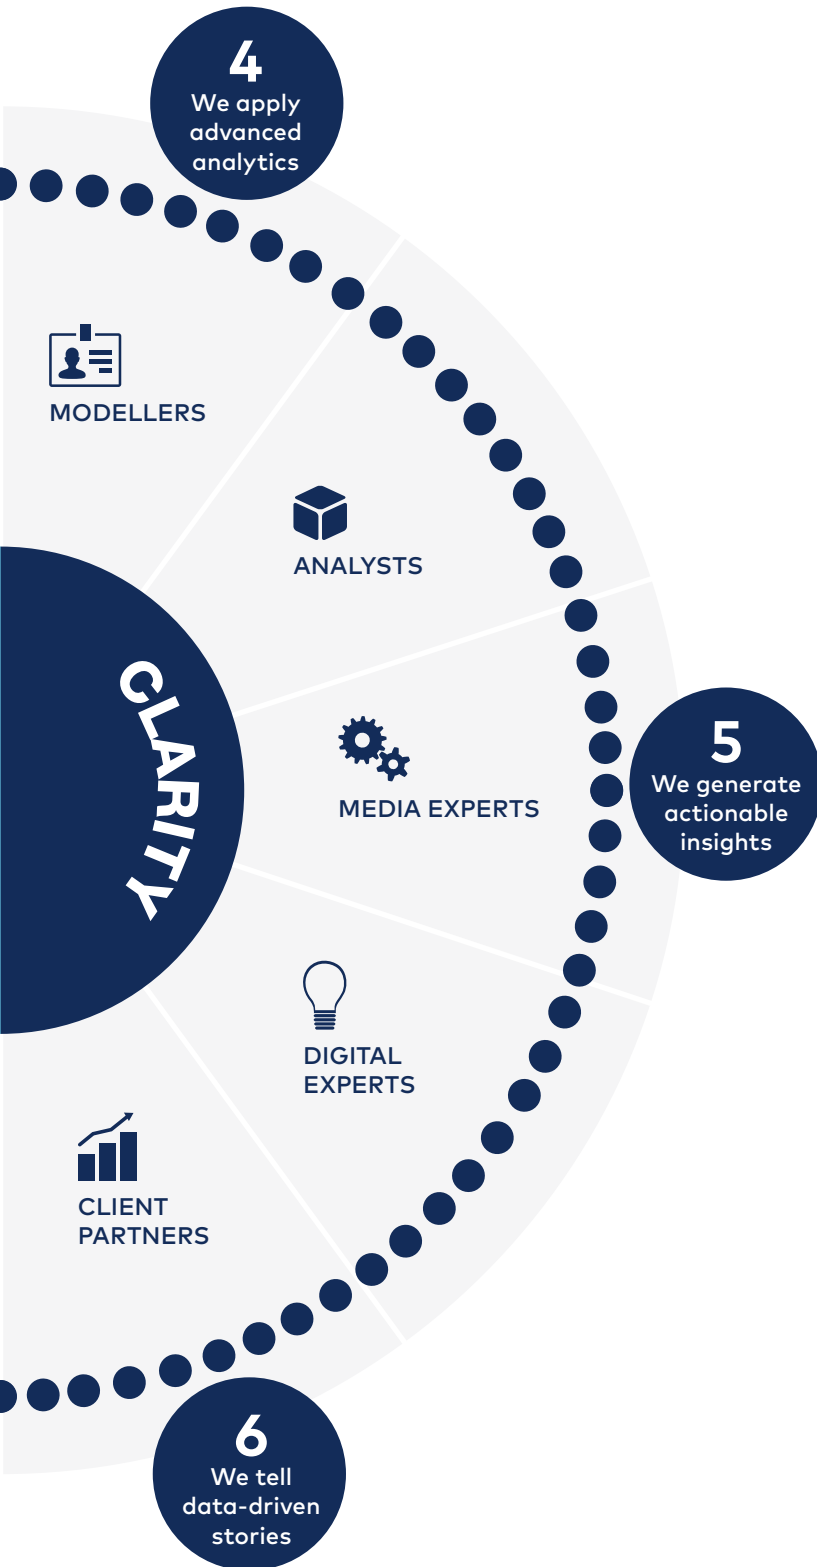 4
We apply
advanced
analytics
MODELLERS
ANALYSTS
CLARITY
MEDIA EXPERTS
5
We generate
actionable
insights
DIGITAL
EXPERTS
CLIENT
PARTNERS
6
We tell
data-driven
stories